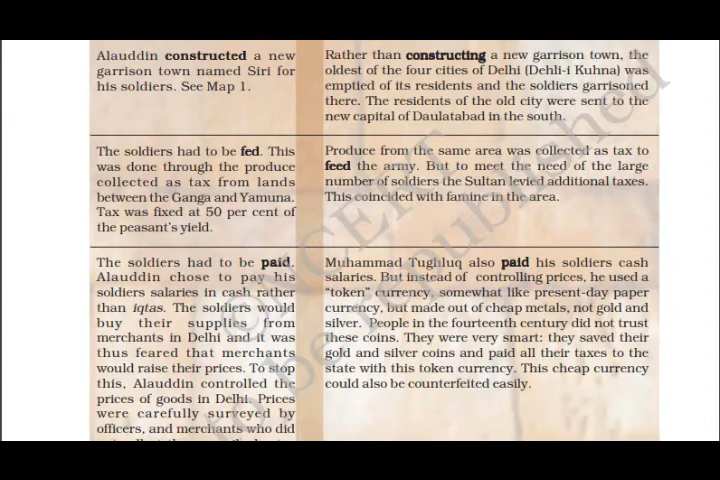 Alauddin constructed a new
garrison town named Siri for
his soldiers. See Map 1.
Rather than constructing a new garrison town, the
oldest of the four cities of Delhi (Dehli-i Kuhna) was
emptied of its residents and the soldiers garrisoned
there. The residents of the old city were sent to the
new capital of Daulatabad in the south.
The soldiers had to be fed. This
was done through the produce
collected as tax from lands
between the Ganga and Yamuna.
Tax was fixed at 50 per cent of
the peasant's yield.
Produce from the same area was collected as tax to
feed the army. But to meet the need of the large
number of soldiers the Sultan levied additional taxes.
This coincided with famine in the area.
The soldiers had to be paid.
Alauddin chose to pay his
soldiers salaries in cash rather
than iqtas. The soldiers would
buy their supplies from
merchants in Delhi and it was
thus feared that merchants
would raise their prices. To stop
this, Alauddin controlled the
prices of goods in Delhi. Prices
were carefully surveyed by
officers, and merchants who did
Muhammad Tughluq also paid his soldiers cash
salaries. But instead of controlling prices, he used a
“token” currency, somewhat like present-day paper
currency, but made out of cheap metals, not gold and
silver. People in the fourteenth century did not trust
these coins. They were very smart: they saved their
gold and silver coins and paid all their taxes to the
state with this token currency. This cheap currency
could also be counterfeited easily.
© NCERT
to be republished